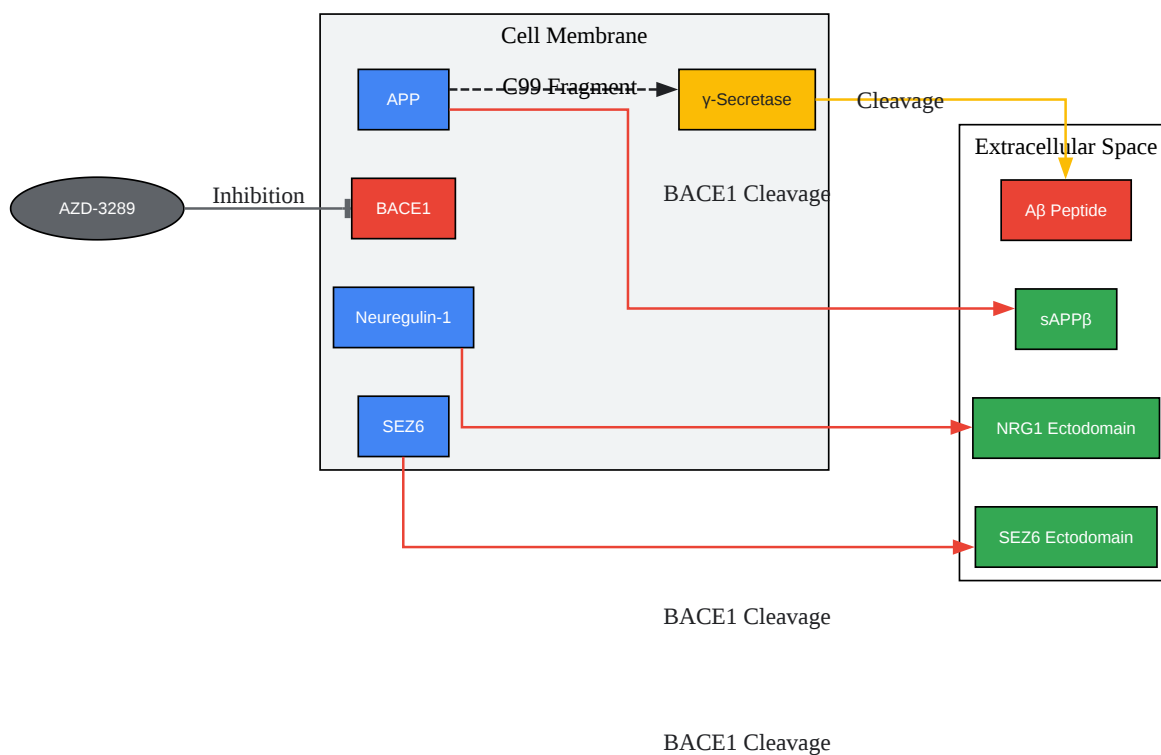 Cell Membrane
C99 Fragment
APP
γ-Secretase
Cleavage
Extracellular Space
BACE1 Cleavage
Inhibition
AZD-3289
BACE1
Aβ Peptide
Neuregulin-1
sAPPβ
SEZ6
NRG1 Ectodomain
SEZ6 Ectodomain
BACE1 Cleavage
BACE1 Cleavage